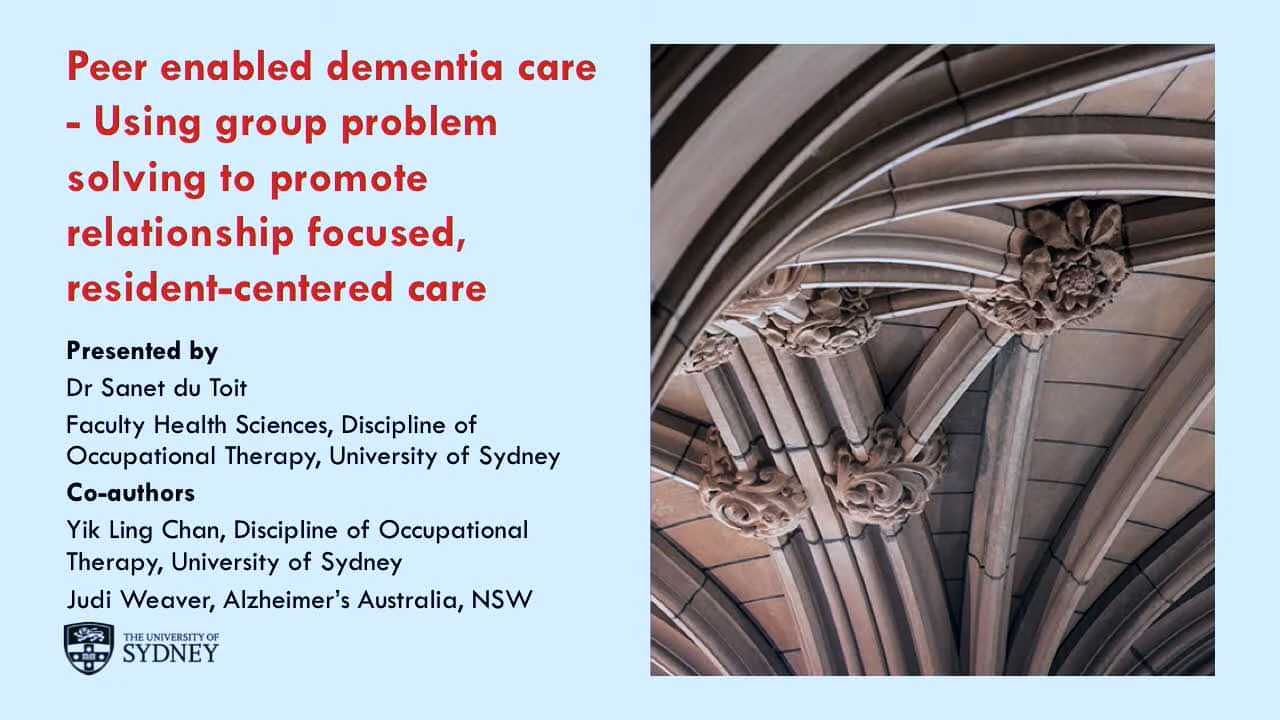 Peer enabled dementia care
- Using group problem
solving to promote
relationship focused,
resident-centered care
Presented by
Dr Sanet du Toit
Faculty Health Sciences, Discipline of
Occupational Therapy, University of Sydney
Co-authors
Yik Ling Chan, Discipline of Occupational
Therapy, University of Sydney
Judi Weaver, Alzheimer's Australia, NSW
THE UNIVERSITY OF
SYDNEY